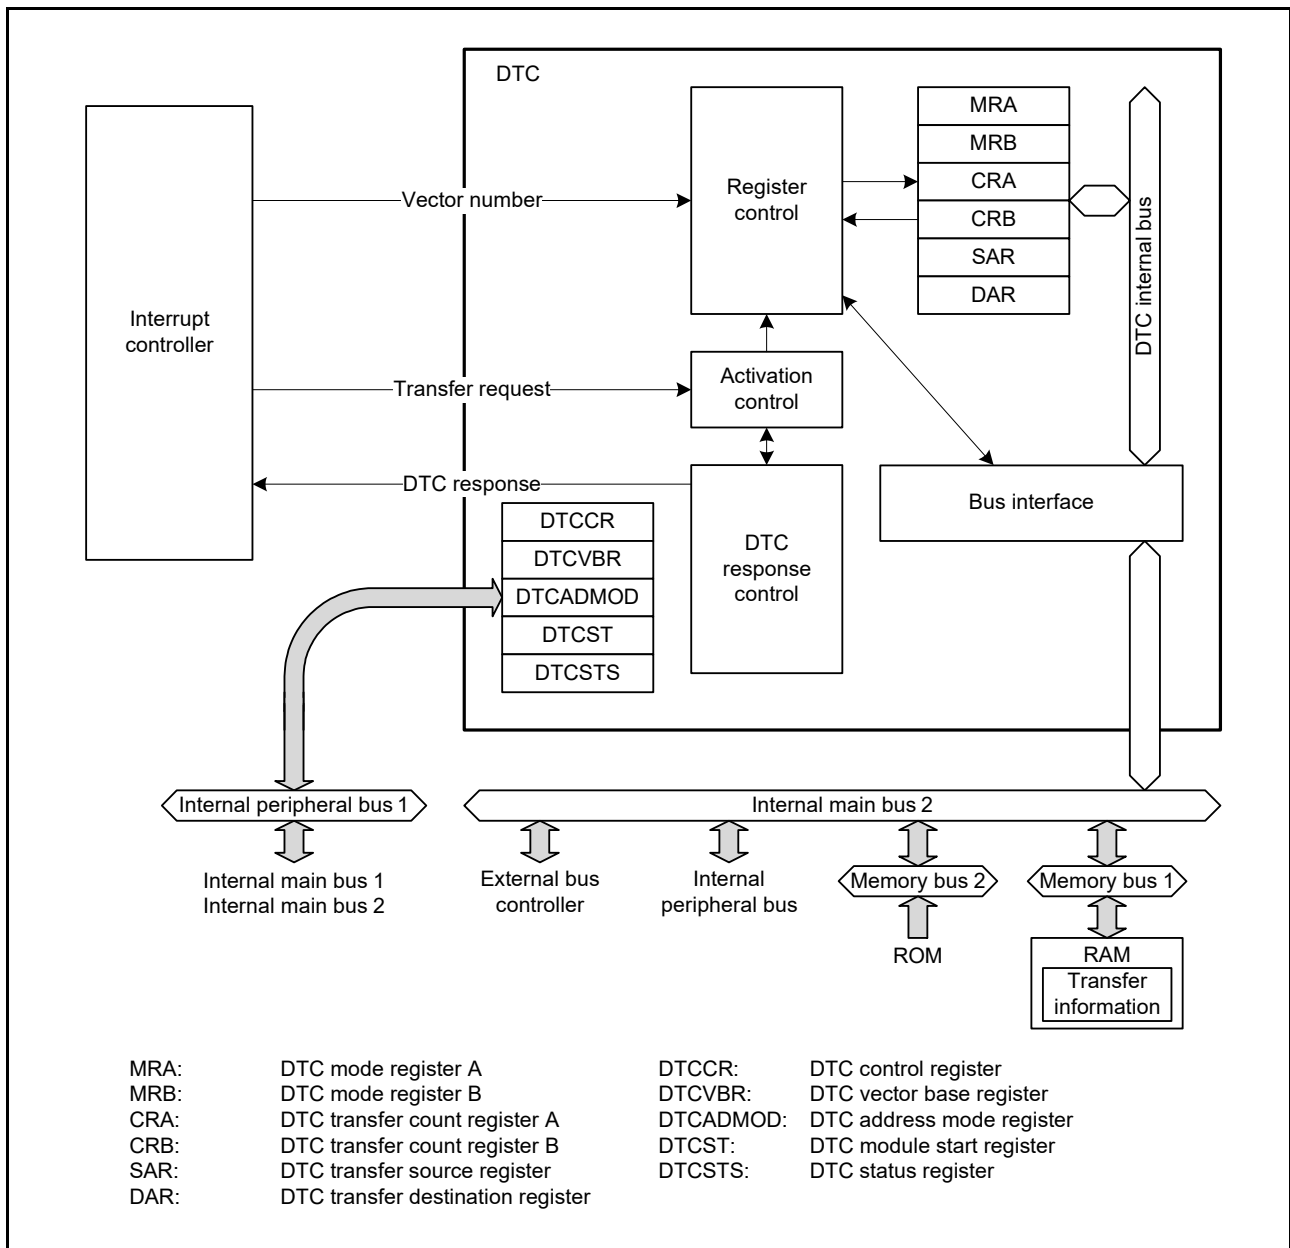 DTC
MRA
MRB
CRA
CRB
SAR
DAR
Register
control
Vector number
DTC internal bus
Interrupt
controller
Activation
control
Transfer request
DTC response
Bus interface
DTCCR
DTCVBR
DTCADMOD
DTCST
DTCSTS
DTC
response
control
Internal peripheral bus 1
Internal main bus 2
Internal main bus 1
Internal main bus 2
External bus
controller
Internal
peripheral bus
Memory bus 2
Memory bus 1
ROM
RAM
Transfer
information
MRA: DTC mode register A
MRB: DTC mode register B
CRA: DTC transfer count register A
CRB: DTC transfer count register B
SAR: DTC transfer source register
DAR: DTC transfer destination register
DTCCR: DTC control register
DTCVBR: DTC vector base register
DTCADMOD: DTC address mode register
DTCST: DTC module start register
DTCSTS: DTC status register